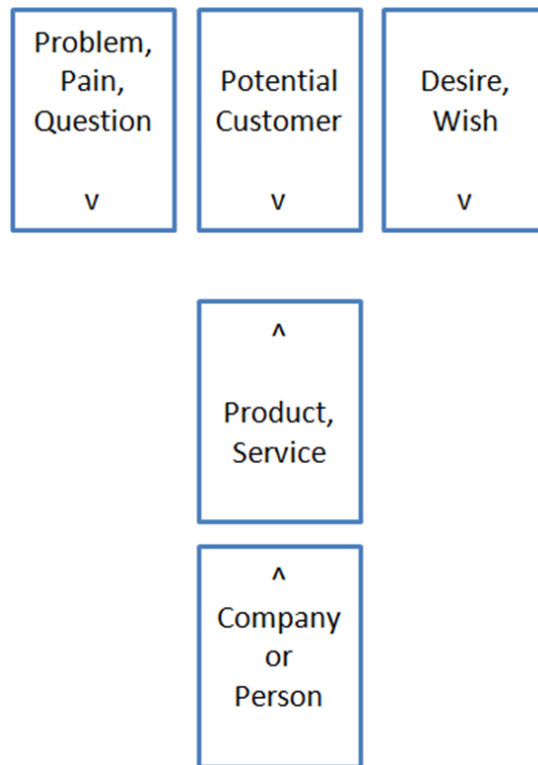 Problem,
Pain,
Question
v
Potential
Customer
v
Desire,
Wish
v
^
Product,
Service
^
Company
or
Person